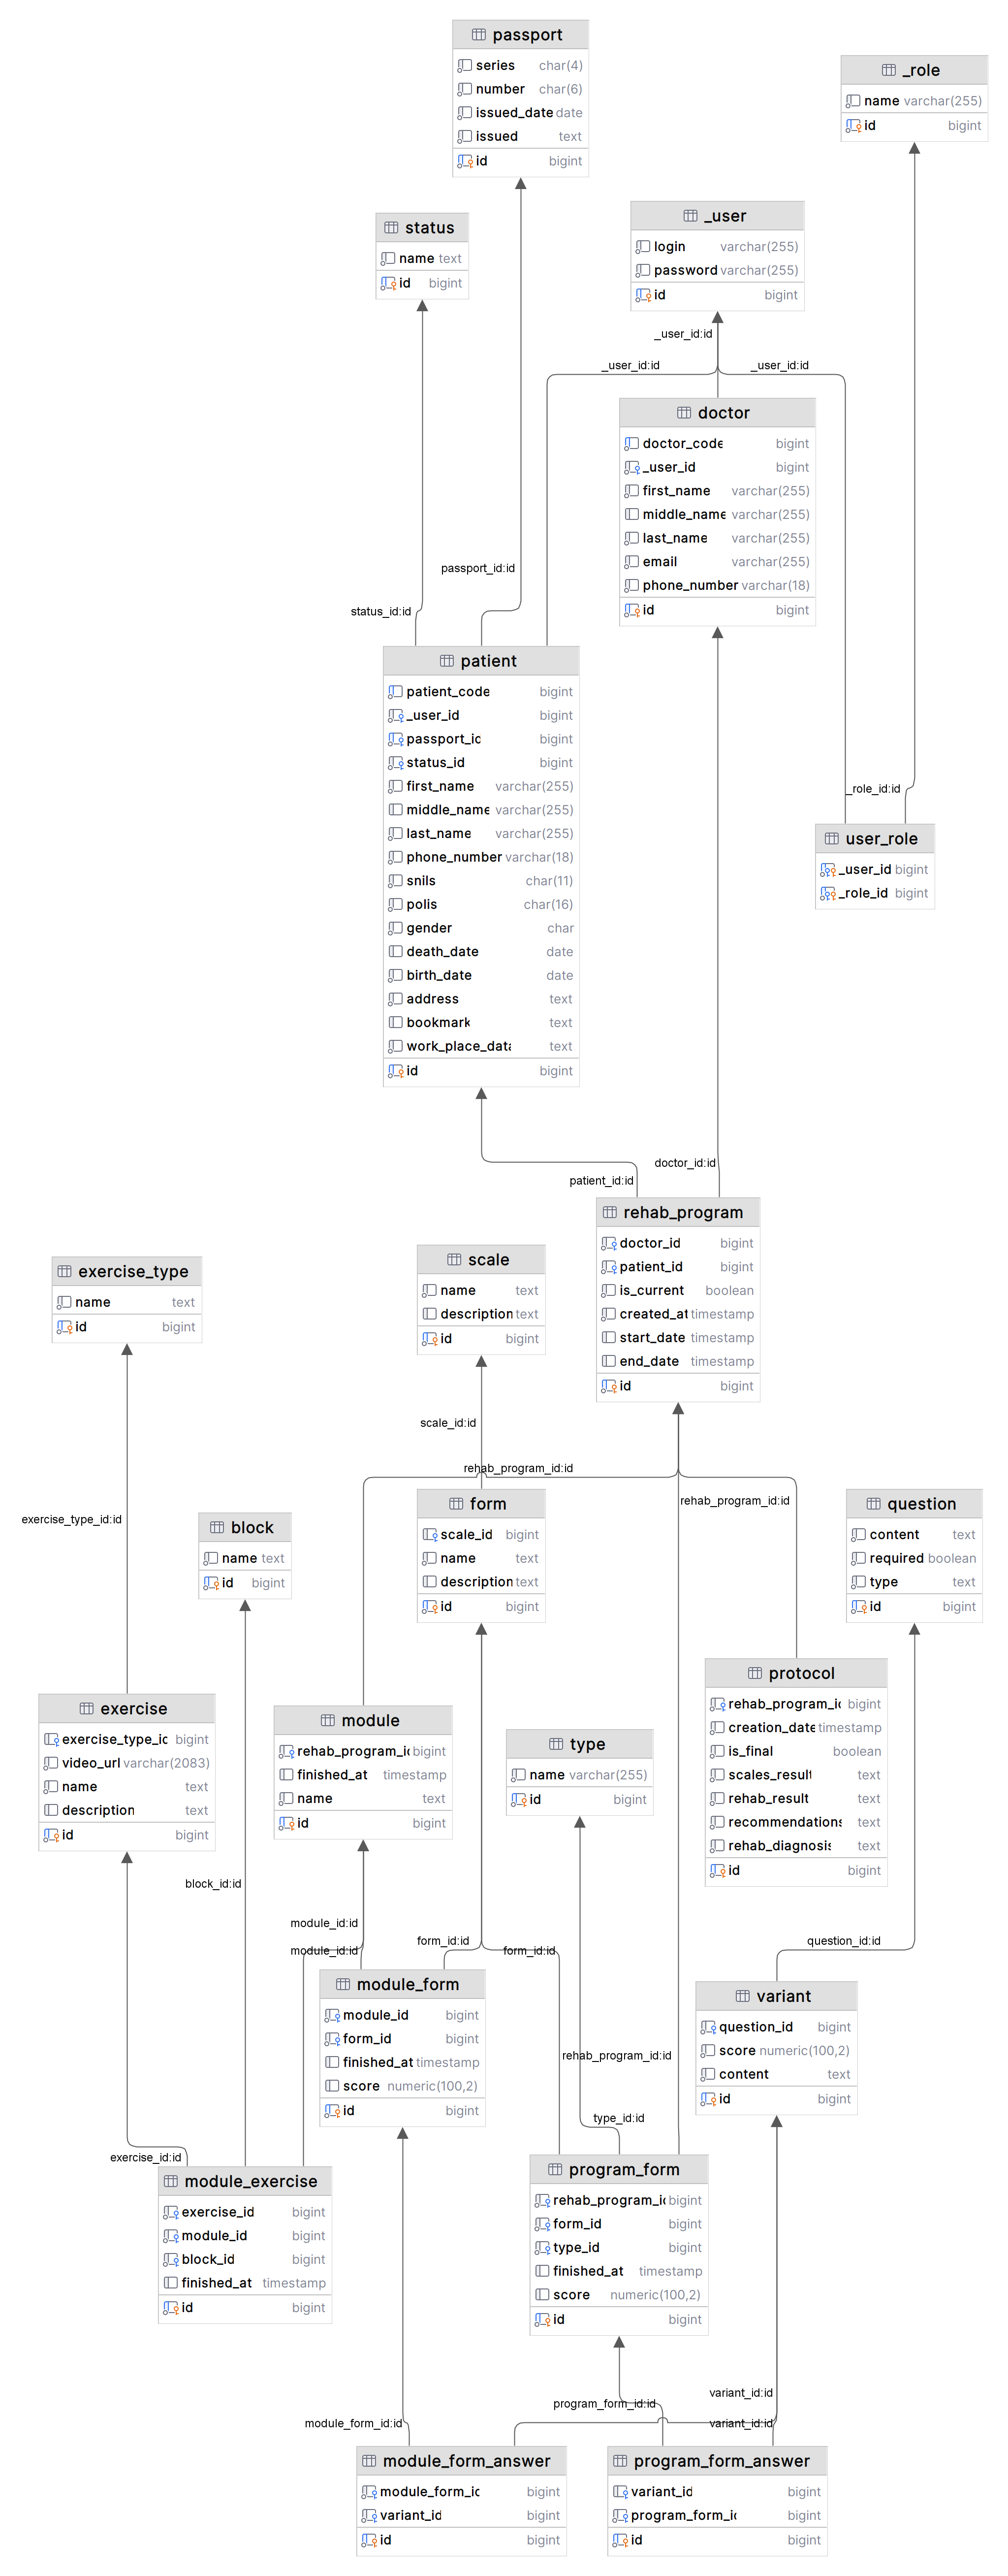 passport
series char(4)
number char(6)
issued_date date
issued text
id bigint
_role
name varchar(255)
id bigint
status
name text
id bigint
_user
login varchar(255)
password varchar(255)
id bigint
_user_id:id
_user_id:id
_user_id:id
doctor
doctor_code bigint
_user_id bigint
first_name varchar(255)
middle_name varchar(255)
last_name varchar(255)
email varchar(255)
phone_number varchar(18)
id bigint
passport_id:id
status_id:id
patient
patient_code bigint
_user_id bigint
passport_id bigint
status_id bigint
first_name varchar(255)
middle_name varchar(255)
last_name varchar(255)
phone_number varchar(18)
snils char(11)
polis char(16)
gender char
death_date date
birth_date date
address text
bookmark text
work_place_data text
id bigint
_role_id:id
user_role
_user_id bigint
_role_id bigint
doctor_id:id
patient_id:id
rehab_program
doctor_id bigint
patient_id bigint
is_current boolean
created_at timestamp
start_date timestamp
end_date timestamp
id bigint
exercise_type
name text
id bigint
scale
name text
description text
id bigint
scale_id:id
rehab_program_id:id
rehab_program_id:id
exercise_type_id:id
block
name text
id bigint
form
scale_id bigint
name text
description text
id bigint
question
content text
required boolean
type text
id bigint
exercise
exercise_type_id bigint
video_url varchar(2083)
name text
description text
id bigint
module
rehab_program_id bigint
finished_at timestamp
name text
id bigint
type
name varchar(255)
id bigint
protocol
rehab_program_id bigint
creation_date timestamp
is_final boolean
scales_result text
rehab_result text
recommendations text
rehab_diagnosis text
id bigint
block_id:id
module_id:id
module_id:id
form_id:id
form_id:id
question_id:id
module_form
module_id bigint
form_id bigint
finished_at timestamp
score numeric(100,2)
id bigint
variant
question_id bigint
score numeric(100,2)
content text
id bigint
rehab_program_id:id
type_id:id
exercise_id:id
module_exercise
exercise_id bigint
module_id bigint
block_id bigint
finished_at timestamp
id bigint
program_form
rehab_program_id bigint
form_id bigint
type_id bigint
finished_at timestamp
score numeric(100,2)
id bigint
variant_id:id
program_form_id:id
module_form_id:id
variant_id:id
module_form_answer
module_form_id bigint
variant_id bigint
id bigint
program_form_answer
variant_id bigint
program_form_id bigint
id bigint